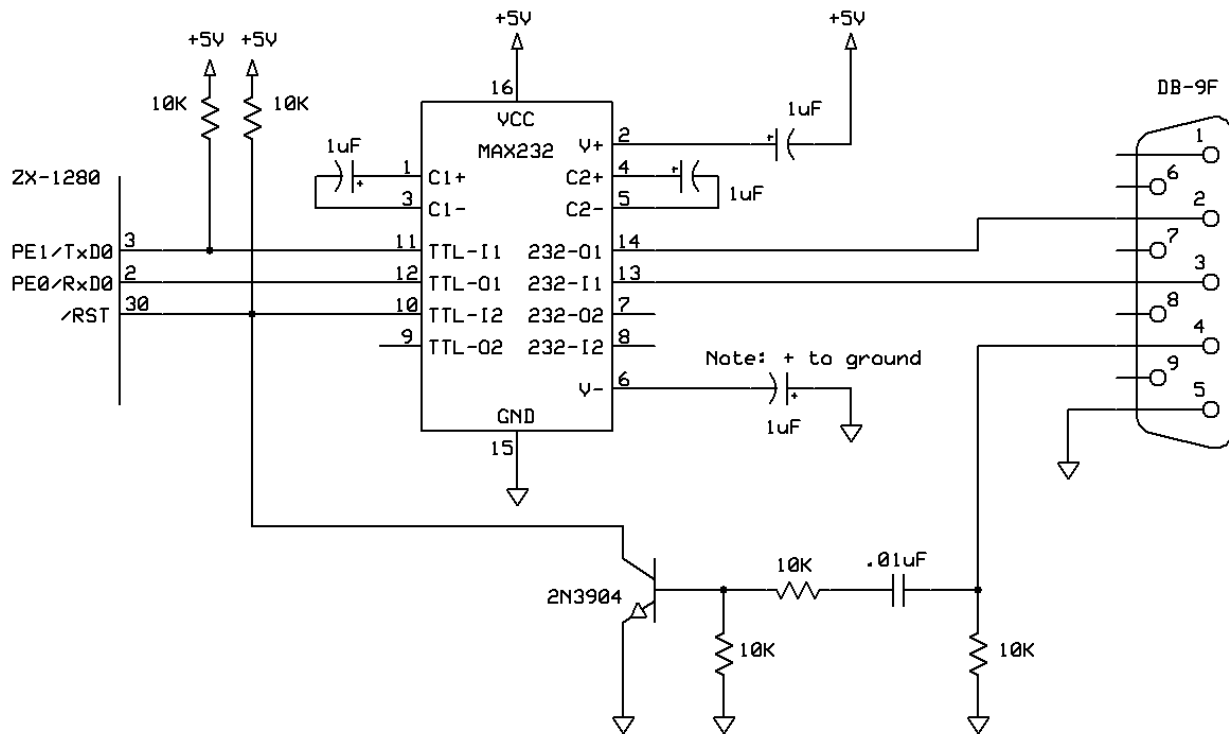 +5V
+5V +5V
+5V
16
10K 10K
1uF
DB-9F
VCC
MAX232
V+ 2
1
1uF
1 C1+
C2+ 4
6
ZX-1280
3 C1-
C2- 5
1uF
2
PE1/TxD0 3
11 TTL-I1
232-O1 14
7
PE0/RxD0 2
12 TTL-O1
232-I1 13
3
/RST 30
10 TTL-I2
232-O2 7
8
9 TTL-O2
232-I2 8
4
Note: + to ground
V- 6
9
1uF
5
GND
15
2N3904
10K
.01uF
10K
10K